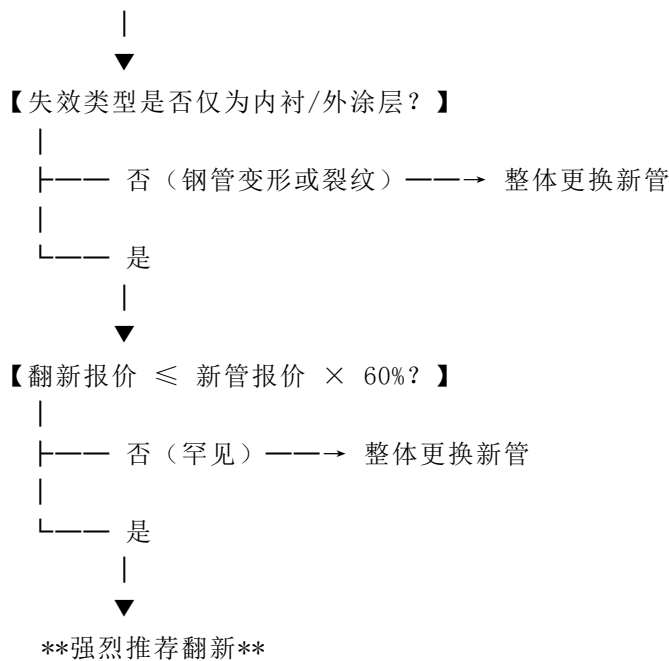 【失效类型是否仅为内衬/外涂层？】
├── 否（钢管变形或裂纹）──→ 整体更换新管
└── 是
【翻新报价 ≤ 新管报价 × 60%？】
├── 否（罕见）──→ 整体更换新管
└── 是
**强烈推荐翻新**